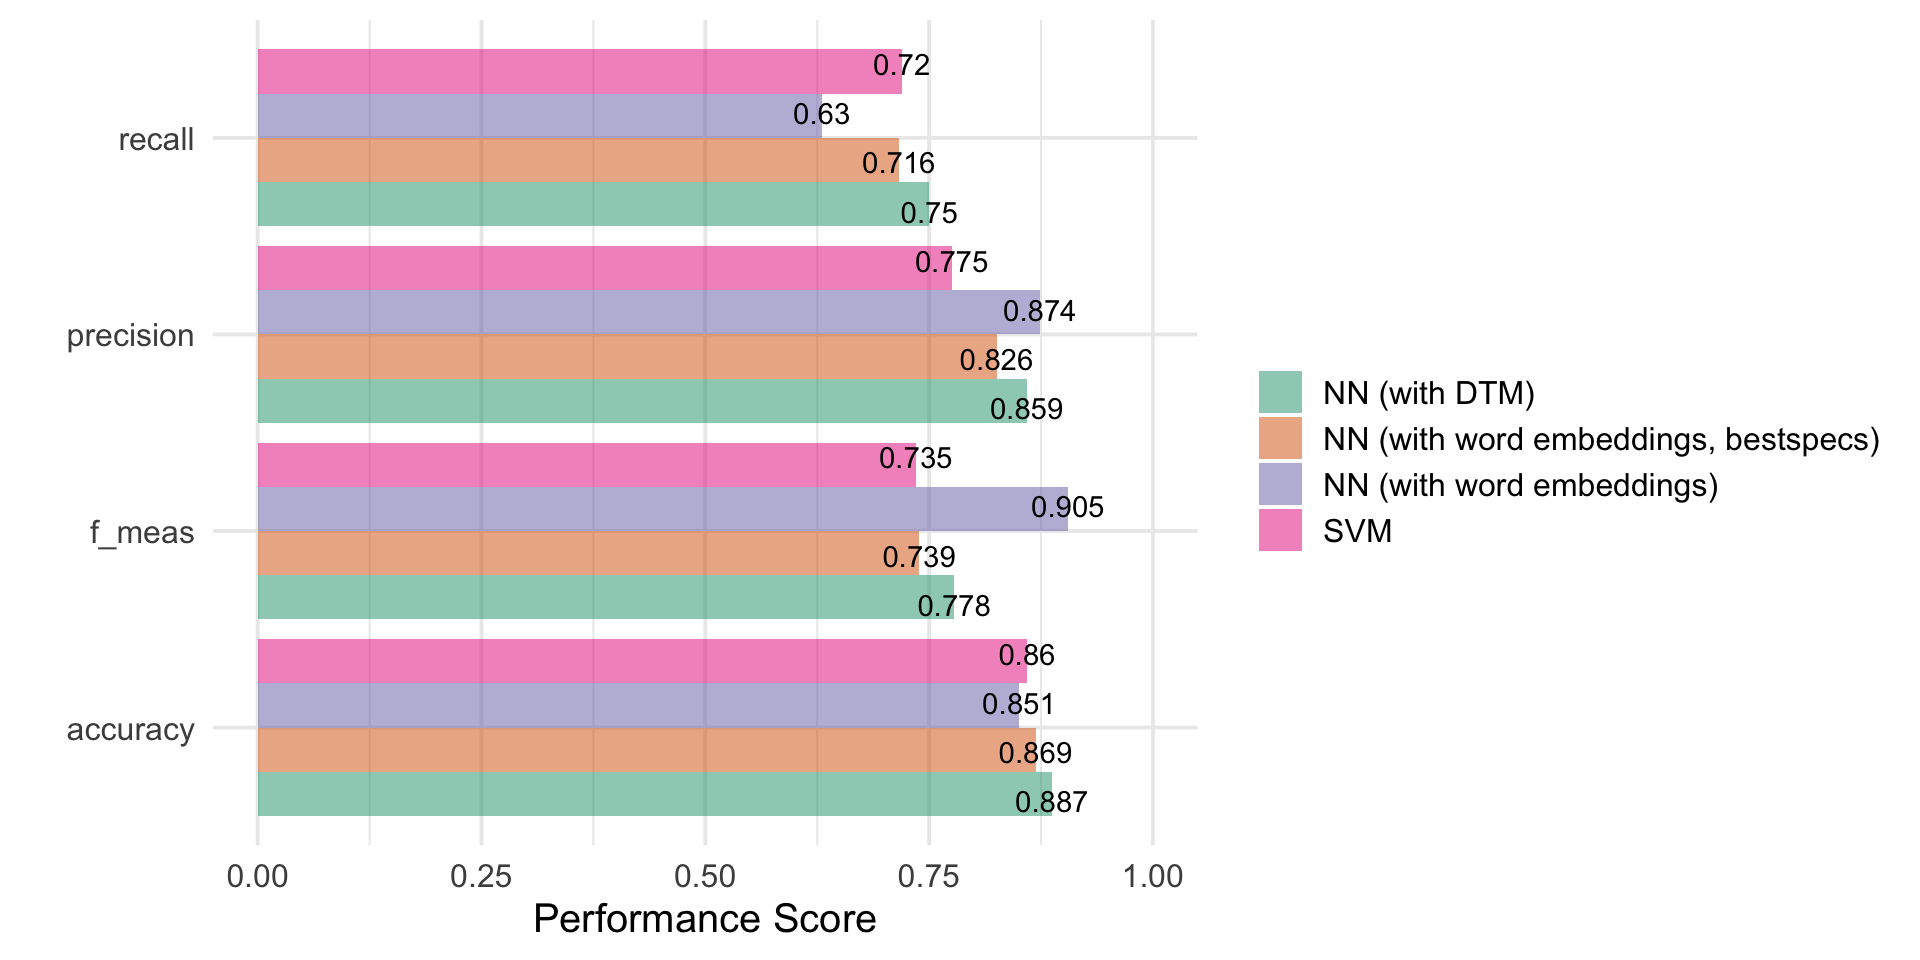 0.72
0.63
recall
0.716
0.75
0.775
0.874
precision
0.826
0.859
0.735
0.905
f_meas
0.739
0.778
0.86
0.851
accuracy
0.869
0.887
0.00 0.25 0.50 0.75 1.00
Performance Score
NN (with DTM)
NN (with word embeddings, bestspecs)
NN (with word embeddings)
SVM